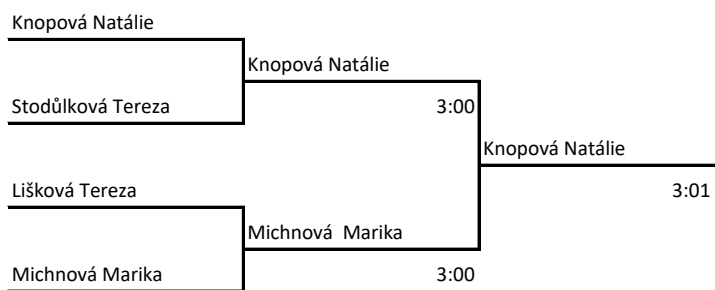 Knopová Natálie
Knopová Natálie
Stodůlková Tereza
3:00
Knopová Natálie
Lišková Tereza
3:01
Michnová  Marika
Michnová Marika
3:00